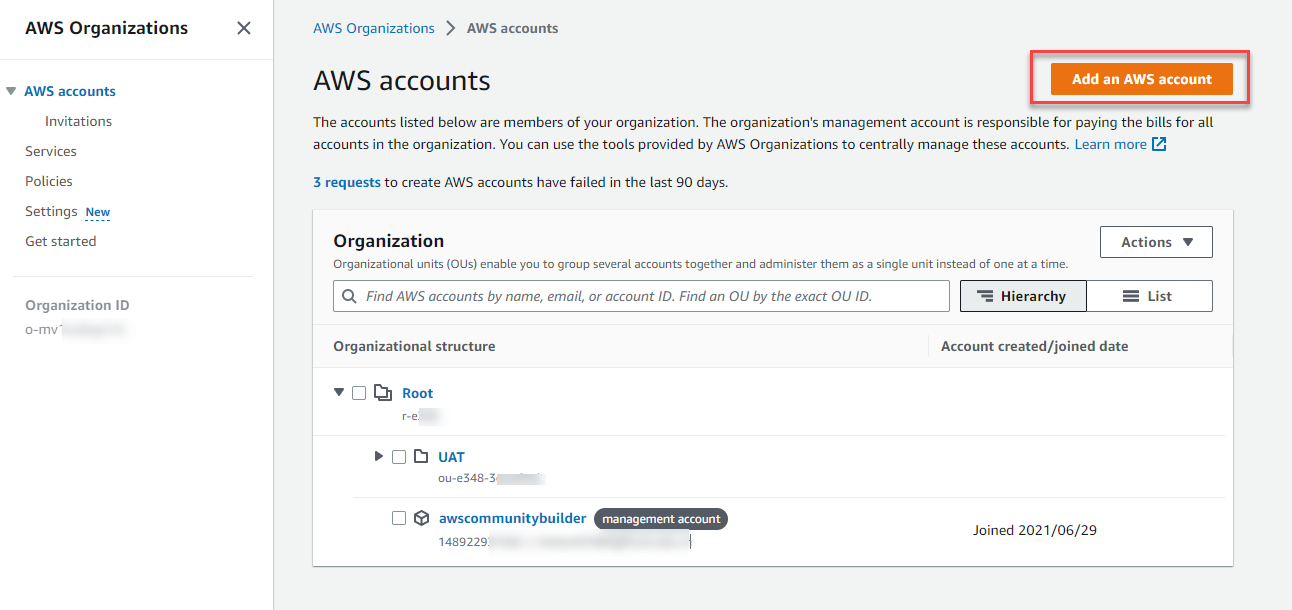 AWS Organizations
AWS accounts
Invitations
Services
Policies
Settings New
Get started
Organization ID
o-mv
AWS Organizations > AWS accounts
AWS accounts
Add an AWS account
The accounts listed below are members of your organization. The organization's management account is responsible for paying the bills for all
accounts in the organization. You can use the tools provided by AWS Organizations to centrally manage these accounts. Learn more
3 requests to create AWS accounts have failed in the last 90 days.
Organization
Actions
Organizational units (OUs) enable you to group several accounts together and administer them as a single unit instead of one at a time.
Find AWS accounts by name, email, or account ID. Find an OU by the exact OU ID.
Hierarchy
List
Organizational structure
Account created/joined date
Root
r-e
UAT
ou-e348-3
awscommunitybuilder management account
1489229
Joined 2021/06/29